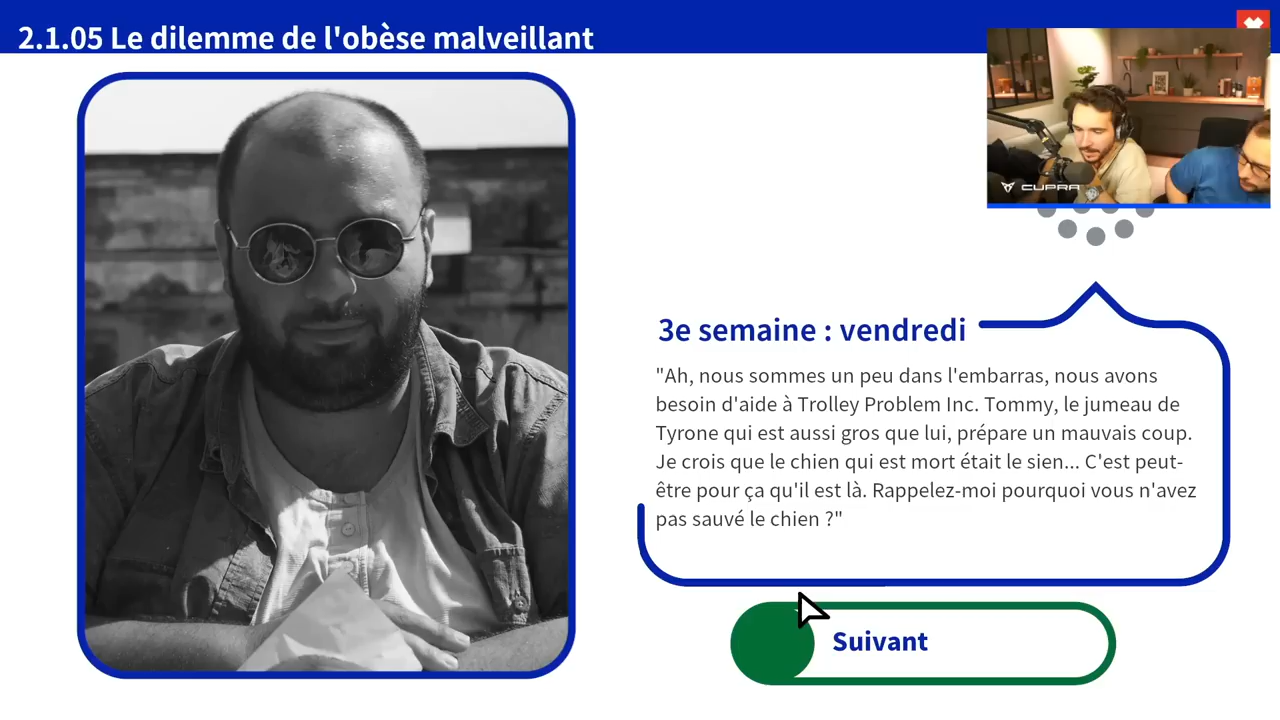 2.1.05 Le dilemme de l'obèse malveillant
CUPRA
3e semaine : vendredi
"Ah, nous sommes un peu dans l'embarras, nous avons
besoin d'aide à Trolley Problem Inc. Tommy, le jumeau de
Tyrone qui est aussi gros que lui, prépare un mauvais coup.
Je crois que le chien qui est mort était le sien... C'est peut-
être pour ça qu'il est là. Rappelez-moi pourquoi vous n'avez
pas sauvé le chien ?"
Suivant